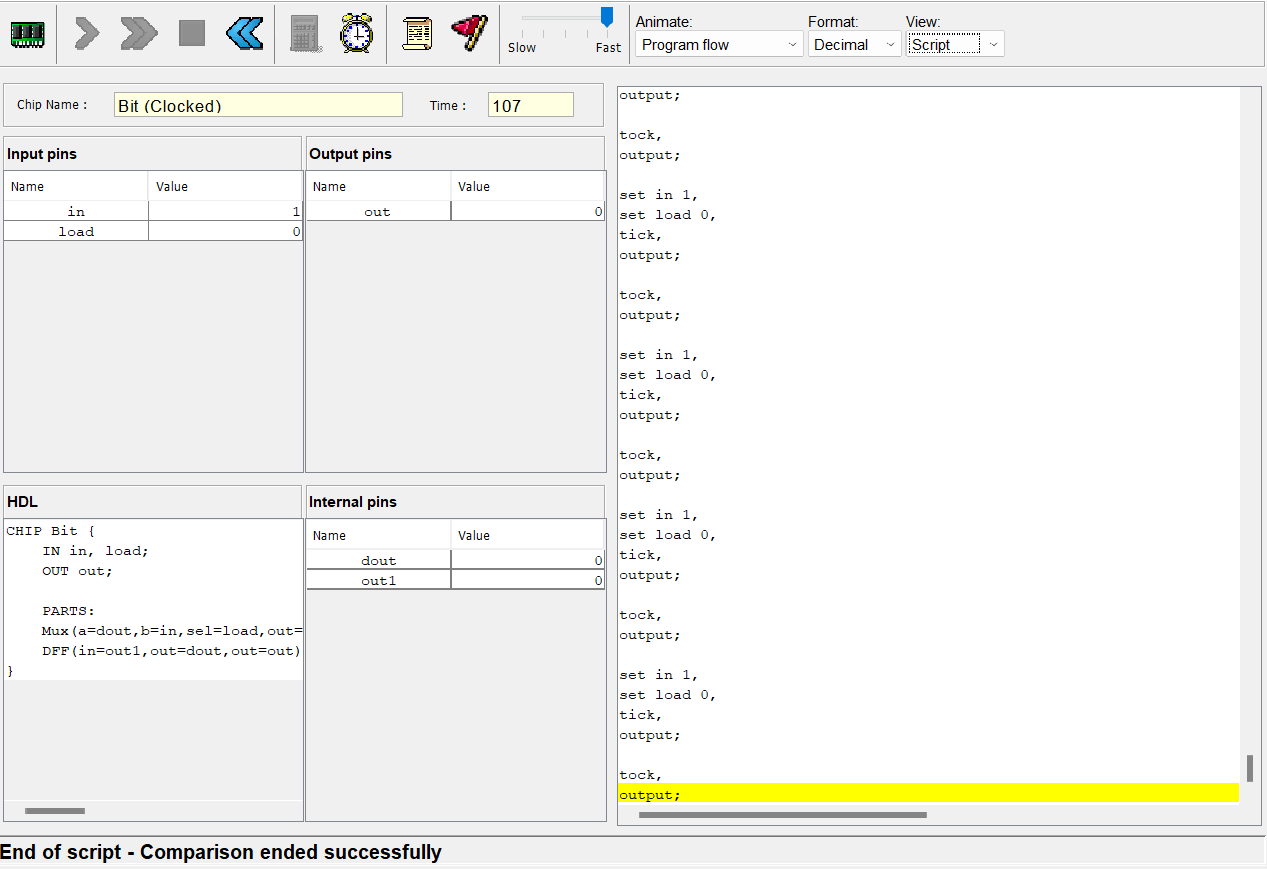 Slow
Fast
Animate:
Program flow
Format:
Decimal
View:
Script
Chip Name :
Bit (Clocked)
Time :
107
Input pins
Name Value
in 1
load 0
Output pins
Name Value
out 0
HDL
CHIP Bit {
IN in, load;
OUT out;
PARTS:
Mux(a=dout,b=in,sel=load,out=
DFF(in=out1,out=dout,out=out)
}
Internal pins
Name Value
dout 0
out1 0
output;
tock,
output;
set in 1,
set load 0,
tick,
output;
tock,
output;
set in 1,
set load 0,
tick,
output;
tock,
output;
set in 1,
set load 0,
tick,
output;
tock,
output;
set in 1,
set load 0,
tick,
output;
tock,
output;
End of script - Comparison ended successfully